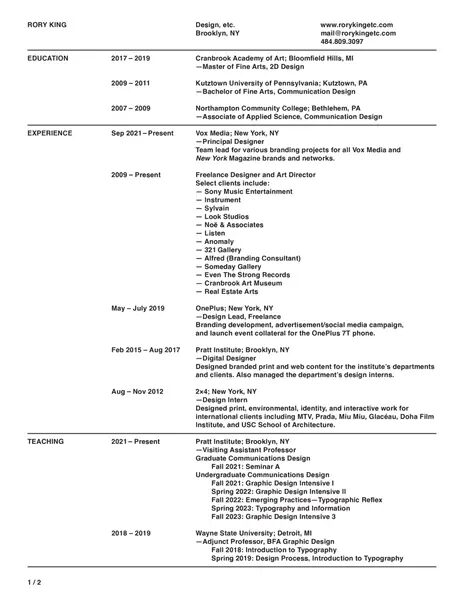 RORY KING Design, etc. www.rorykingetc.com
Brooklyn, NY mail@rorykingetc.com
484.809.3097
EDUCATION 2017 – 2019 Cranbrook Academy of Art; Bloomfield Hills, MI
—Master of Fine Arts, 2D Design
2009 – 2011 Kutztown University of Pennsylvania; Kutztown, PA
—Bachelor of Fine Arts, Communication Design
2007 – 2009 Northampton Community College; Bethlehem, PA
—Associate of Applied Science, Communication Design
EXPERIENCE Sep 2021 – Present Vox Media; New York, NY
—Principal Designer
Team lead for various branding projects for all Vox Media and
New York Magazine brands and networks.
2009 – Present Freelance Designer and Art Director
Select clients include:
— Sony Music Entertainment
— Instrument
— Sylvain
— Look Studios
— Noë & Associates
— Listen
— Anomaly
— 321 Gallery
— Alfred (Branding Consultant)
— Someday Gallery
— Even The Strong Records
— Cranbrook Art Museum
— Real Estate Arts
May – July 2019 OnePlus; New York, NY
—Design Lead, Freelance
Branding development, advertisement/social media campaign,
and launch event collateral for the OnePlus 7T phone.
Feb 2015 – Aug 2017 Pratt Institute; Brooklyn, NY
—Digital Designer
Designed branded print and web content for the institute's departments
and clients. Also managed the department's design interns.
Aug – Nov 2012 2×4; New York, NY
—Design Intern
Designed print, environmental, identity, and interactive work for
international clients including MTV, Prada, Miu Miu, Glacéau, Doha Film
Institute, and USC School of Architecture.
TEACHING 2021 – Present Pratt Institute; Brooklyn, NY
—Visiting Assistant Professor
Graduate Communications Design
Fall 2021: Seminar A
Undergraduate Communications Design
Fall 2021: Graphic Design Intensive I
Spring 2022: Graphic Design Intensive II
Fall 2022: Emerging Practices—Typographic Reflex
Spring 2023: Typography and Information
Fall 2023: Graphic Design Intensive 3
2018 – 2019 Wayne State University; Detroit, MI
—Adjunct Professor, BFA Graphic Design
Fall 2018: Introduction to Typography
Spring 2019: Design Process, Introduction to Typography
1 / 2